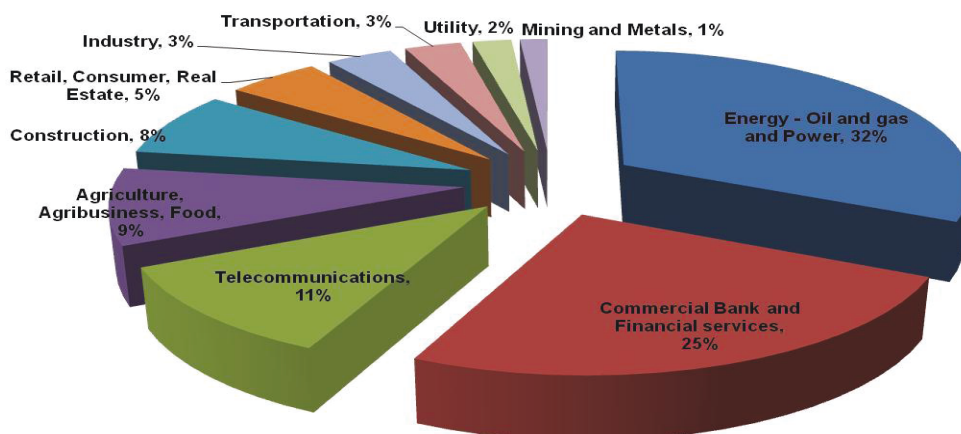 Transportation, 3%
Utility, 2%
Mining and Metals, 1%
Industry, 3%
Retail, Consumer, Real
Estate, 5%
Construction, 8%
Agriculture,
Agribusiness, Food,
9%
Telecommunications,
11%
Energy - Oil and gas
and Power, 32%
Commercial Bank and
Financial services,
25%